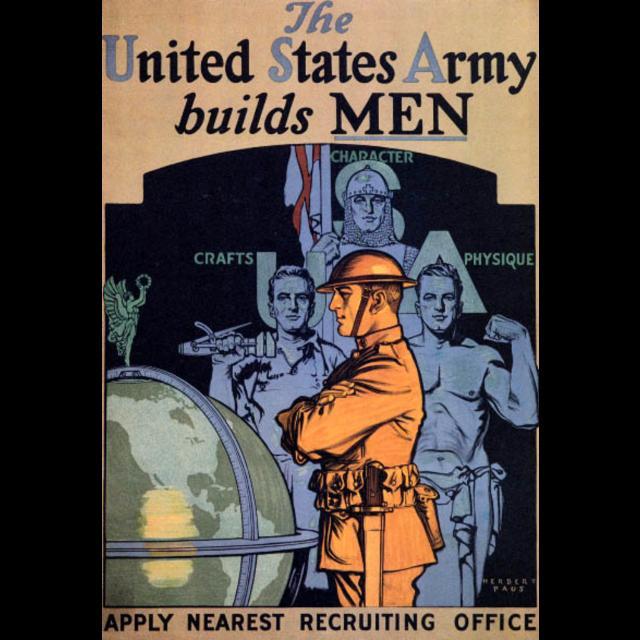 The
United States Army
builds MEN
CHARACTER
S
CRAFTS
U
A
PHYSIQUE
HERBERT
PAUS
APPLY NEAREST RECRUITING OFFICE